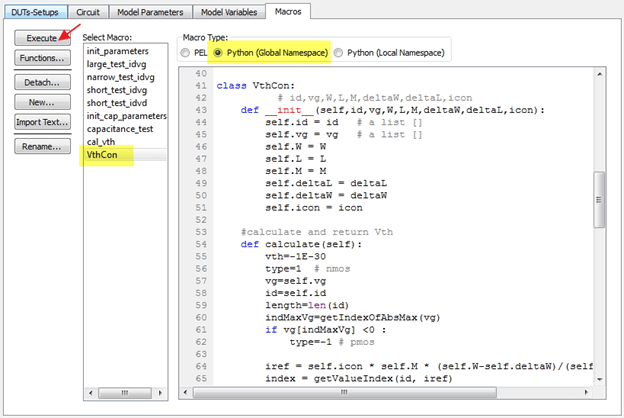 DUTs-Setups Circuit Model Parameters Model Variables Macros
Execute
Functions...
Detach...
New...
Import Text...
Rename...
Select Macro:
init_parameters
large_test_idvg
narrow_test_idvg
short_test_idvg
short_test_idvd
init_cap_parameters
capacitance_test
cal_vth
VthCon
Macro Type:
PEL Python (Global Namespace) Python (Local Namespace)
40
41 class VthCon:
42 # id,vg,W,L,M,deltaW,deltaL,icon
43 def __init__(self,id,vg,W,L,M,deltaW,deltaL,icon):
44 self.id = id # a list []
45 self.vg = vg # a list []
46 self.W = W
47 self.L = L
48 self.M = M
49 self.deltaL = deltaL
50 self.deltaW = deltaW
51 self.icon = icon
52
53 #calculate and return Vth
54 def calculate(self):
55 vth=-1E-30
56 type=1 # nmos
57 vg=self.vg
58 id=self.id
59 length=len(id)
60 indMaxVg=getIndexOfAbsMax(vg)
61 if vg[indMaxVg] <0 :
62 type=-1 # pmos
63
64 iref = self.icon * self.M * (self.W-self.deltaW)/(self
65 index = getValueIndex(id, iref)